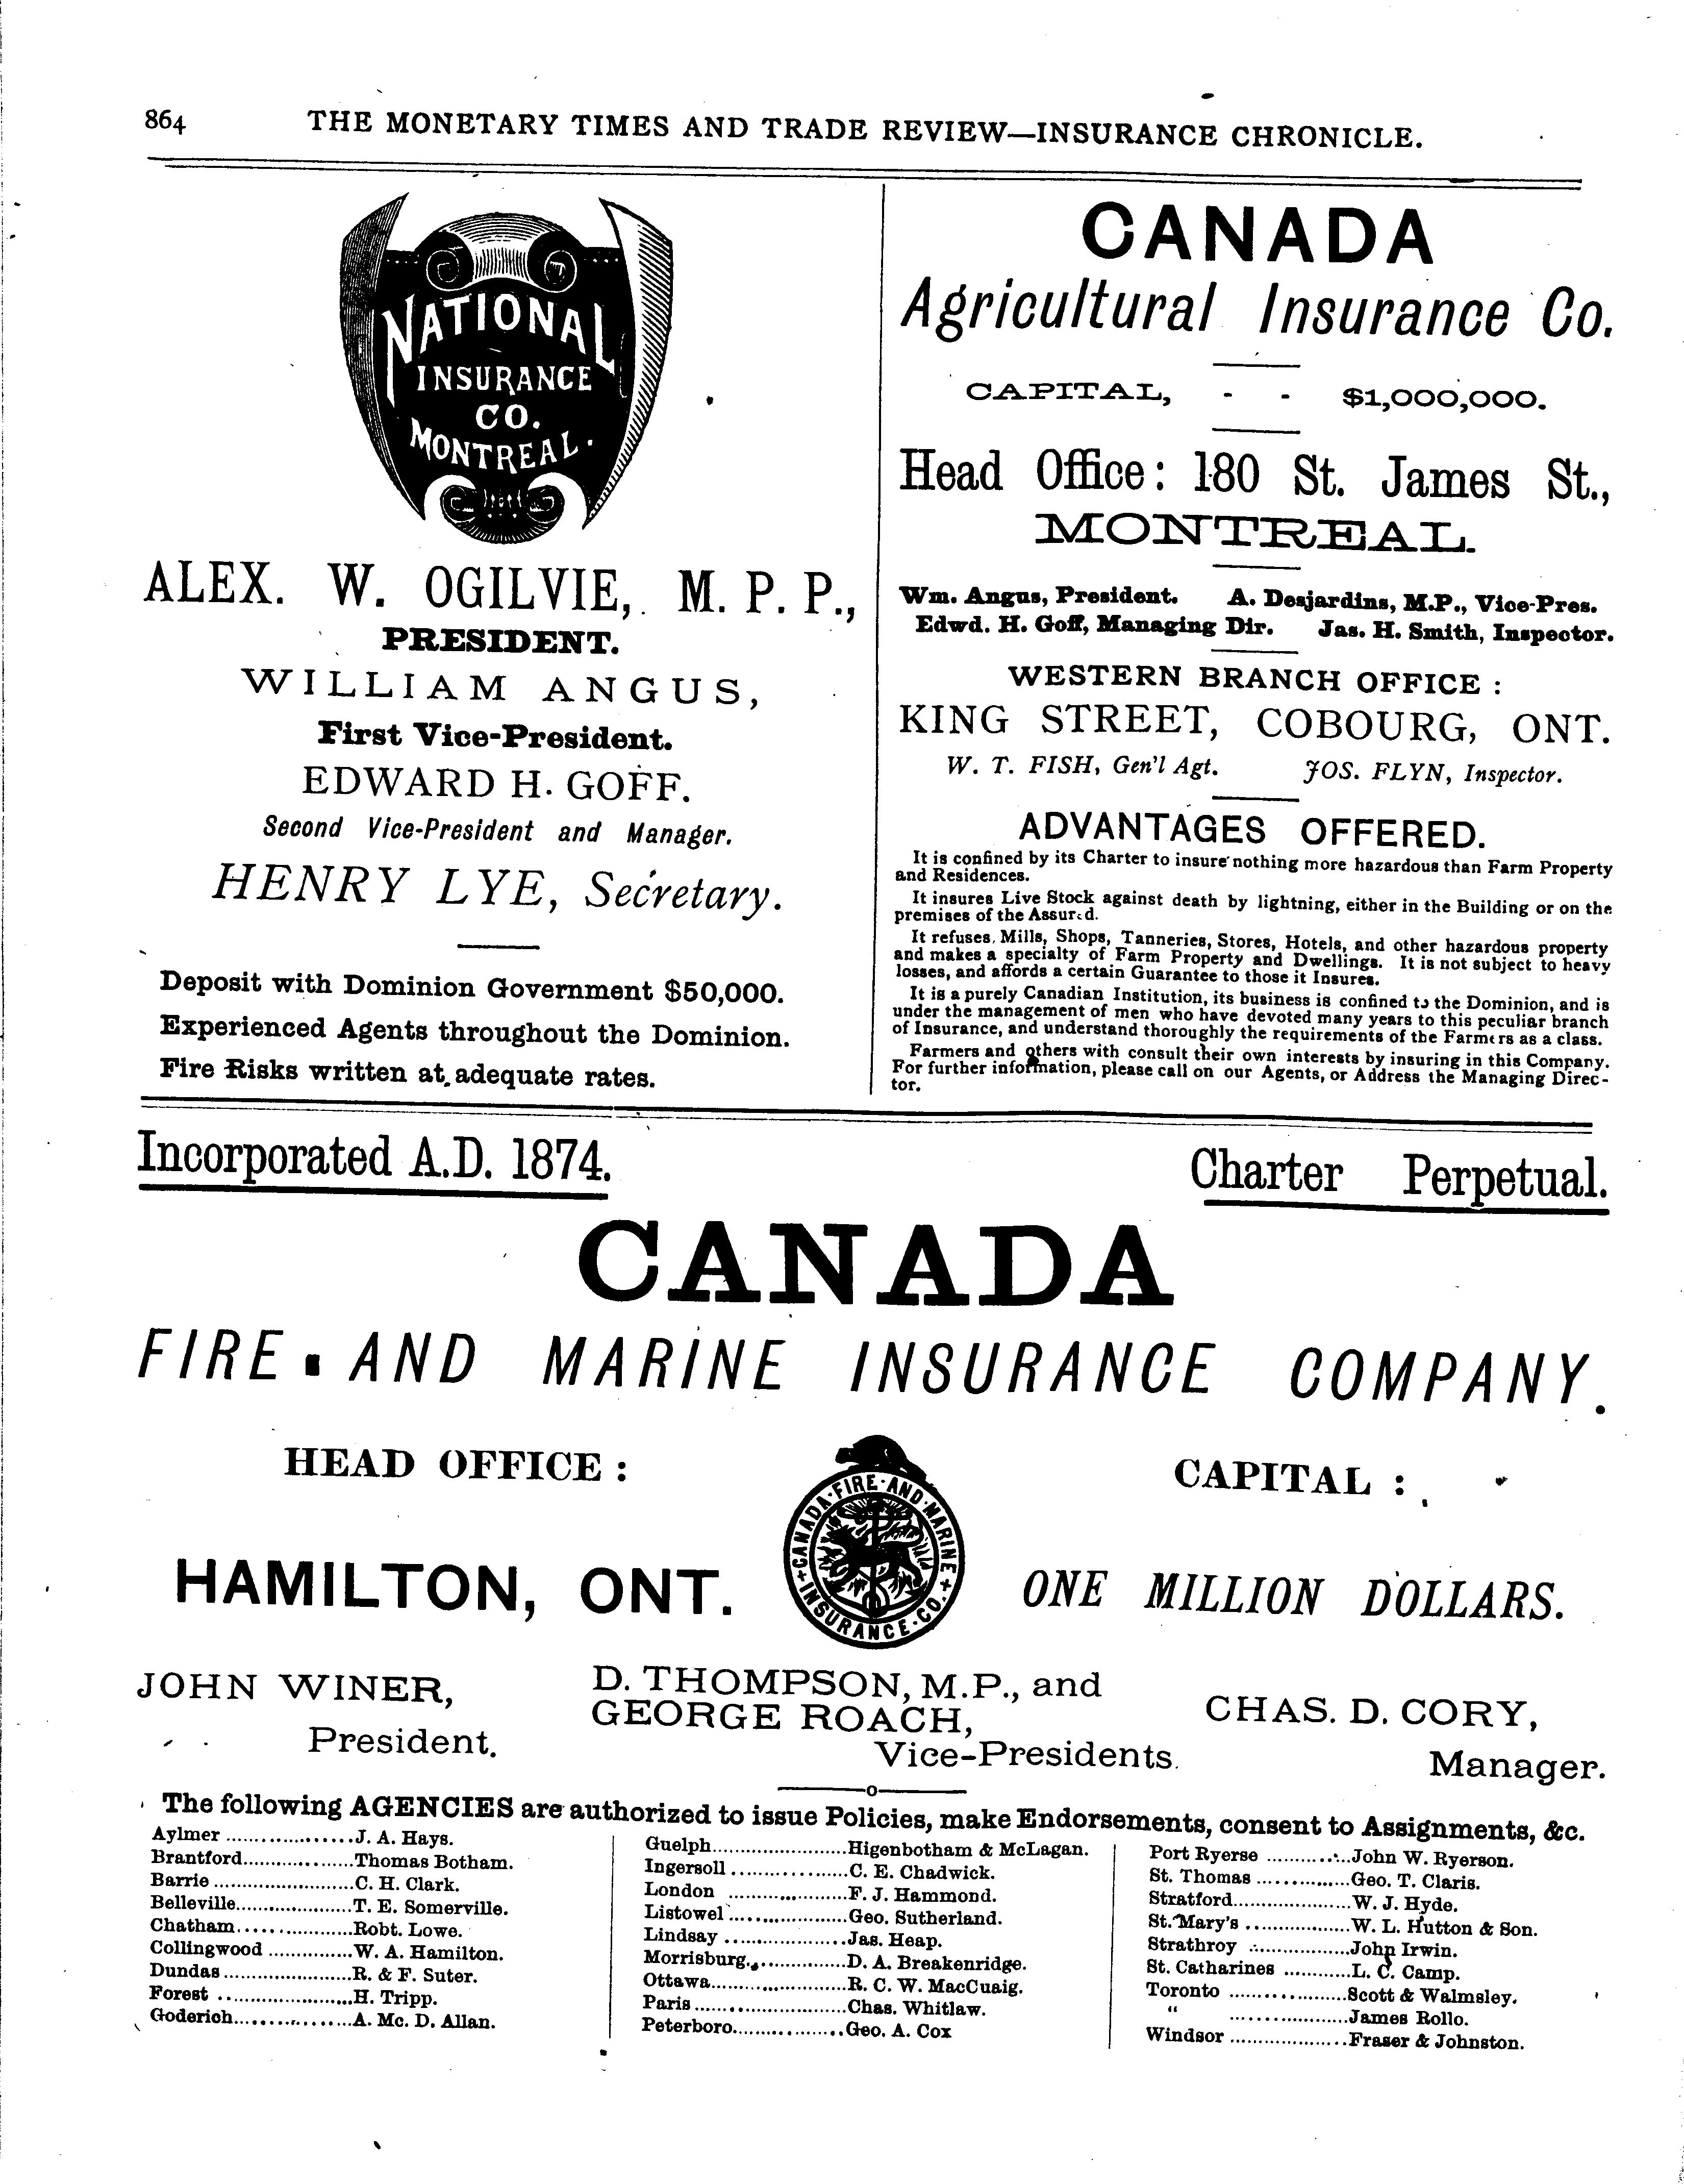 864 THE MONETARY TIMES AND TRADE REVIEW—INSURANCE CHRONICLE.
NATIONAL
INSURANCE
CO.
MONTREAL.
ALEX. W. OGILVIE, M. P. P.,
PRESIDENT.
WILLIAM ANGUS,
First Vice-President.
EDWARD H. GOFF.
Second Vice-President and Manager.
HENRY LYE, Secretary.
Deposit with Dominion Government $50,000.
Experienced Agents throughout the Dominion.
Fire Risks written at adequate rates.
CANADA
Agricultural Insurance Co.
CAPITAL, - - $1,000,000.
Head Office: 180 St. James St.,
MONTREAL.
Wm. Angus, President. A. Desjardins, M.P., Vice-Pres.
Edwd. H. Goff, Managing Dir. Jas. H. Smith, Inspector.
WESTERN BRANCH OFFICE :
KING STREET, COBOURG, ONT.
W. T. FISH, Gen'l Agt. JOS. FLYN, Inspector.
ADVANTAGES OFFERED.
It is confined by its Charter to insure nothing more hazardous than Farm Property
and Residences.
It insures Live Stock against death by lightning, either in the Building or on the
premises of the Assured.
It refuses Mills, Shops, Tanneries, Stores, Hotels, and other hazardous property
and makes a specialty of Farm Property and Dwellings. It is not subject to heavy
losses, and affords a certain Guarantee to those it Insures.
It is a purely Canadian Institution, its business is confined to the Dominion, and is
under the management of men who have devoted many years to this peculiar branch
of Insurance, and understand thoroughly the requirements of the Farmers as a class.
Farmers and others with consult their own interests by insuring in this Company.
For further information, please call on our Agents, or Address the Managing Direc-
tor.
Incorporated A.D. 1874. Charter Perpetual.
CANADA
FIRE AND MARINE INSURANCE COMPANY.
HEAD OFFICE :
HAMILTON, ONT.
CANADA·FIRE·AND·MARINE
INSURANCE·CO.
CAPITAL :
ONE MILLION DOLLARS.
JOHN WINER,
President.
D. THOMPSON, M.P., and
GEORGE ROACH,
Vice-Presidents.
CHAS. D. CORY,
Manager.
The following AGENCIES are authorized to issue Policies, make Endorsements, consent to Assignments, &c.
Aylmer ...................J. A. Hays.
Brantford..................Thomas Botham.
Barrie .........................C. H. Clark.
Belleville.....................T. E. Somerville.
Chatham.....................Robt. Lowe.
Collingwood ...............W. A. Hamilton.
Dundas.......................R. & F. Suter.
Forest ........................H. Tripp.
Goderich.....................A. Mc. D. Allan.
Guelph........................Higenbotham & McLagan.
Ingersoll .................C. E. Chadwick.
London .....................F. J. Hammond.
Listowel.....................Geo. Sutherland.
Lindsay .....................Jas. Heap.
Morrisburg.................D. A. Breakenridge.
Ottawa........................R. C. W. MacCuaig.
Paris...........................Chas. Whitlaw.
Peterboro....................Geo. A. Cox
Port Ryerse ...............John W. Ryerson.
St. Thomas ...............Geo. T. Claris.
Stratford.....................W. J. Hyde.
St. Mary's ..................W. L. Hutton & Son.
Strathroy ..................John Irwin.
St. Catharines ............L. C. Camp.
Toronto .....................Scott & Walmsley.
" .....................James Rollo.
Windsor .....................Fraser & Johnston.